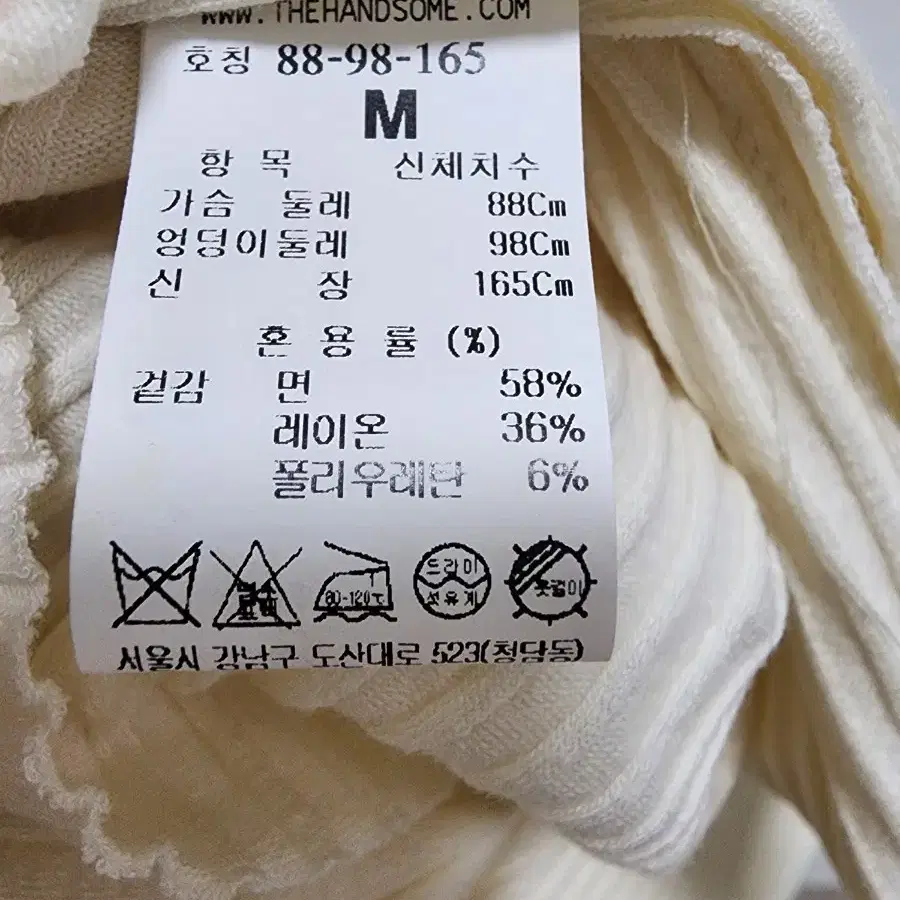 WWW.THEHANDSOME.COM
호칭 88-98-165
M
항 목 신체치수
가슴 둘레 88Cm
엉덩이둘레 98Cm
신 장 165Cm
혼 용 률 (%)
겉감 면 58%
레이온 36%
폴리우레탄 6%
80-120℃ 드라이 석유계 옷걸이
서울시 강남구 도산대로 523(청담동)